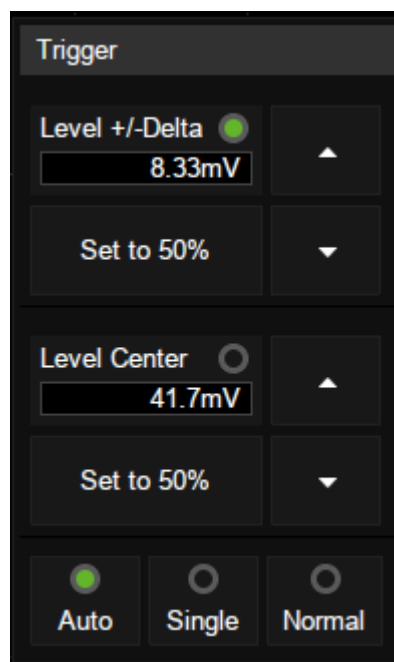 Trigger
Level +/-Delta
8.33mV
Set to 50%
Level Center
41.7mV
Set to 50%
Auto Single Normal